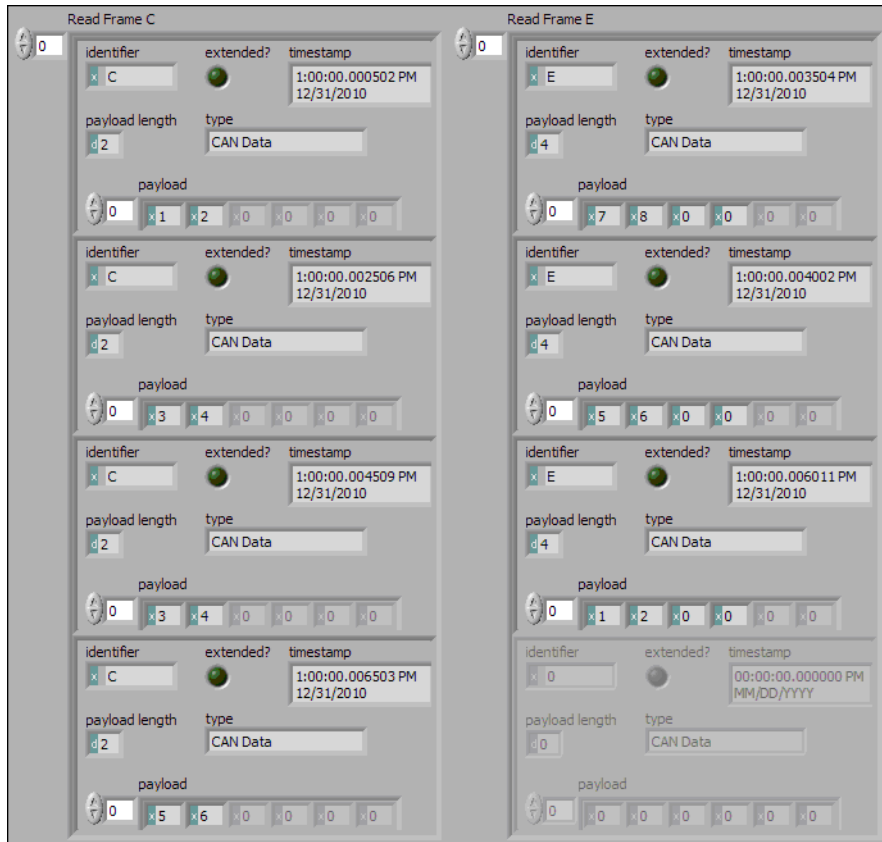 Read Frame C
0
identifier extended? timestamp
x C 1:00:00.000502 PM
12/31/2010
payload length type
d 2 CAN Data
payload
0 x 1 x 2 x 0 x 0 x 0 x 0
identifier extended? timestamp
x C 1:00:00.002506 PM
12/31/2010
payload length type
d 2 CAN Data
payload
0 x 3 x 4 x 0 x 0 x 0 x 0
identifier extended? timestamp
x C 1:00:00.004509 PM
12/31/2010
payload length type
d 2 CAN Data
payload
0 x 3 x 4 x 0 x 0 x 0 x 0
identifier extended? timestamp
x C 1:00:00.006503 PM
12/31/2010
payload length type
d 2 CAN Data
payload
0 x 5 x 6 x 0 x 0 x 0 x 0
Read Frame E
0
identifier extended? timestamp
x E 1:00:00.003504 PM
12/31/2010
payload length type
d 4 CAN Data
payload
0 x 7 x 8 x 0 x 0 x 0 x 0
identifier extended? timestamp
x E 1:00:00.004002 PM
12/31/2010
payload length type
d 4 CAN Data
payload
0 x 5 x 6 x 0 x 0 x 0 x 0
identifier extended? timestamp
x E 1:00:00.006011 PM
12/31/2010
payload length type
d 4 CAN Data
payload
0 x 1 x 2 x 0 x 0 x 0 x 0
identifier extended? timestamp
x 0 00:00:00.000000 PM
MM/DD/YYYY
payload length type
d 0 CAN Data
payload
0 x 0 x 0 x 0 x 0 x 0 x 0